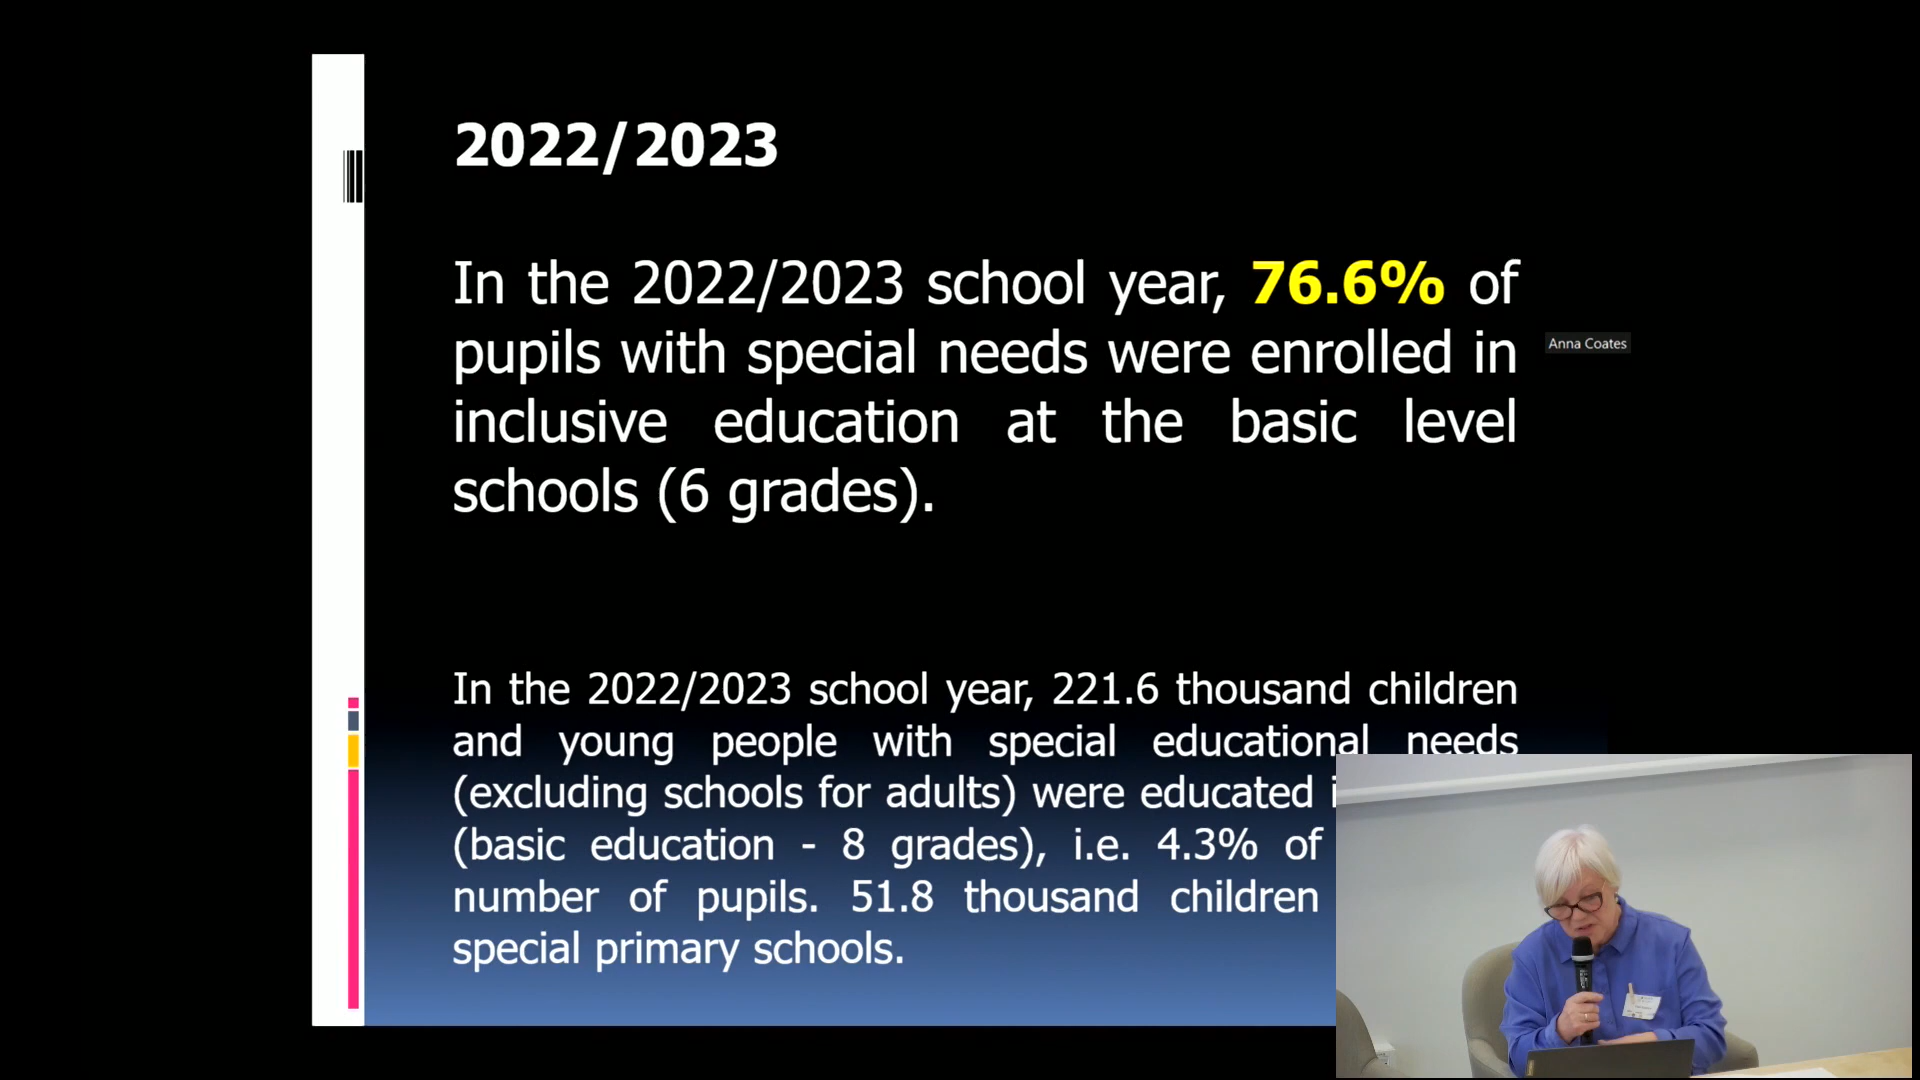 2022/2023
In the 2022/2023 school year, 76.6% of
pupils with special needs were enrolled in
inclusive education at the basic level
schools (6 grades).
Anna Coates
In the 2022/2023 school year, 221.6 thousand children
and young people with special educational needs
(excluding schools for adults) were educated
(basic education - 8 grades), i.e. 4.3% of
number of pupils. 51.8 thousand children
special primary schools.